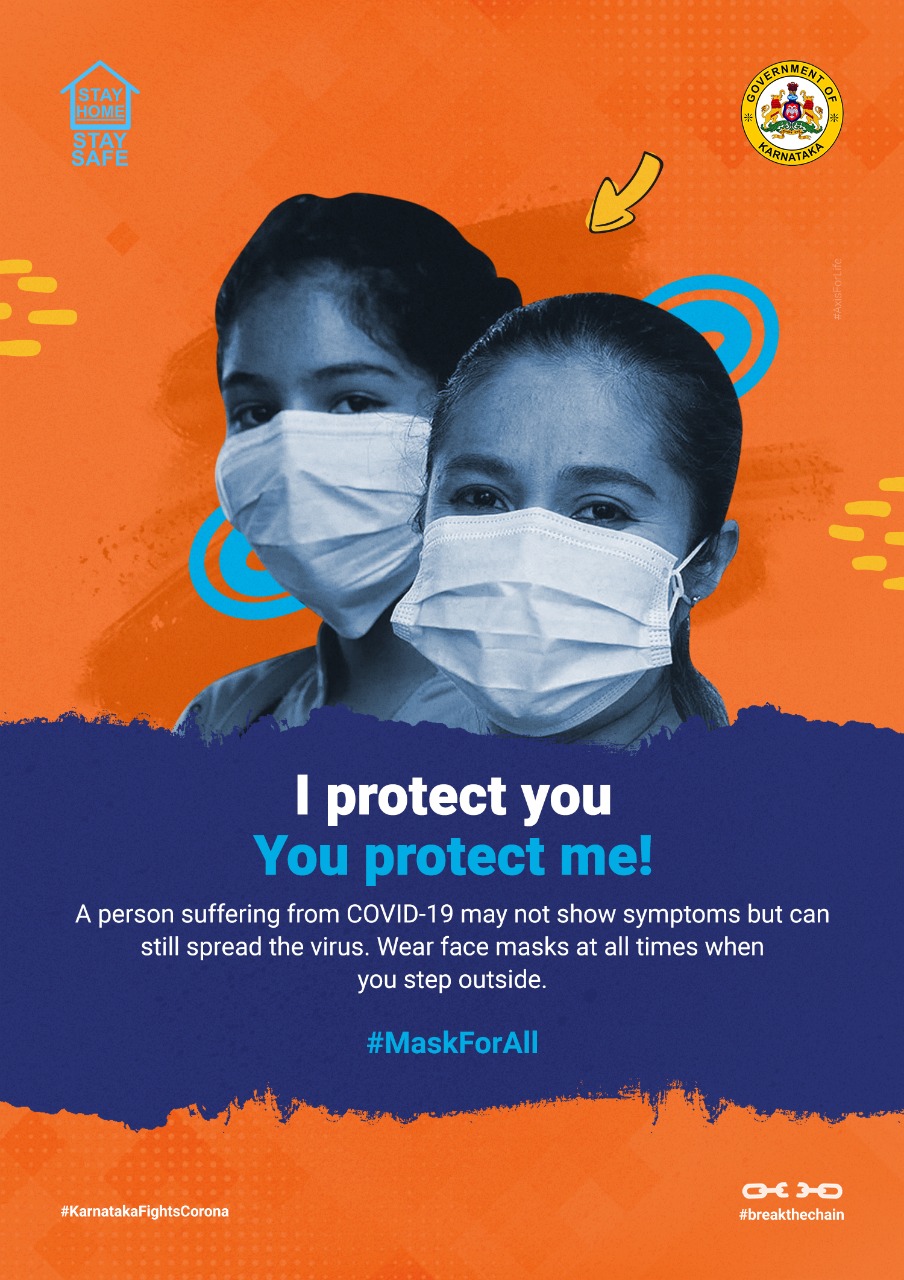 STAY
HOME
STAY
SAFE
GOVERNMENT OF
KARNATAKA
#AxisForLife
I protect you
You protect me!
A person suffering from COVID-19 may not show symptoms but can
still spread the virus. Wear face masks at all times when
you step outside.
#MaskForAll
#KarnatakaFightsCorona
#breakthechain